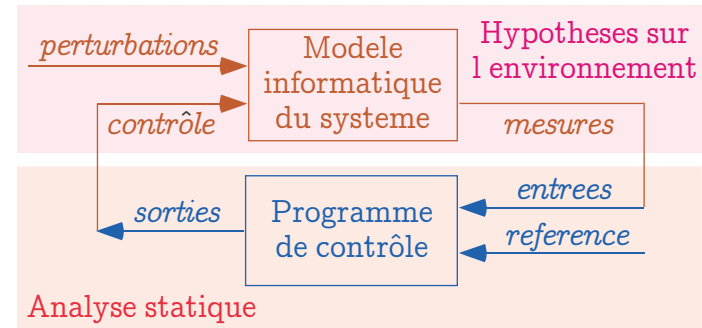 perturbations
Modele
informatique
du systeme
Hypotheses sur
l environnement
contrôle
mesures
sorties
Programme
de contrôle
entrees
reference
Analyse statique